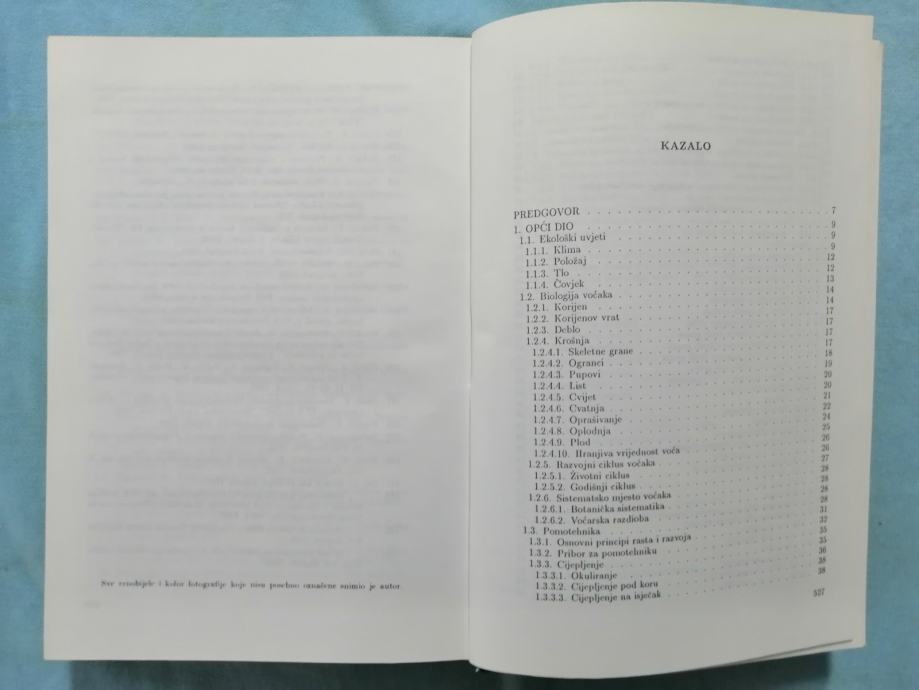 Sve crnobijele i kolor fotografije koje nisu posebno označene snimio je autor.
KAZALO
PREDGOVOR . . . 7
1. OPĆI DIO . . . 9
1.1. Ekološki uvjeti . . . 9
1.1.1. Klima . . . 9
1.1.2. Položaj . . . 12
1.1.3. Tlo . . . 12
1.1.4. Čovjek . . . 13
1.2. Biologija voćaka . . . 14
1.2.1. Korijen . . . 14
1.2.2. Korijenov vrat . . . 17
1.2.3. Deblo . . . 17
1.2.4. Krošnja . . . 17
1.2.4.1. Skeletne grane . . . 17
1.2.4.2. Ogranci . . . 18
1.2.4.3. Pupovi . . . 19
1.2.4.4. List . . . 20
1.2.4.5. Cvijet . . . 20
1.2.4.6. Cvatnja . . . 21
1.2.4.7. Oprašivanje . . . 22
1.2.4.8. Oplodnja . . . 24
1.2.4.9. Plod . . . 25
1.2.4.10. Hranjiva vrijednost voća . . . 26
1.2.5. Razvojni ciklus voćaka . . . 26
1.2.5.1. Životni ciklus . . . 27
1.2.5.2. Godišnji ciklus . . . 28
1.2.6. Sistematsko mjesto voćaka . . . 28
1.2.6.1. Botanička sistematika . . . 28
1.2.6.2. Voćarska razdioba . . . 28
1.3. Pomotehnika . . . 31
1.3.1. Osnovni principi rasta i razvoja . . . 32
1.3.2. Pribor za pomotehniku . . . 35
1.3.3. Cijepljenje . . . 35
1.3.3.1. Okuliranje . . . 36
1.3.3.2. Cijepljenje pod koru . . . 38
1.3.3.3. Cijepljenje na isječak . . . 38
527